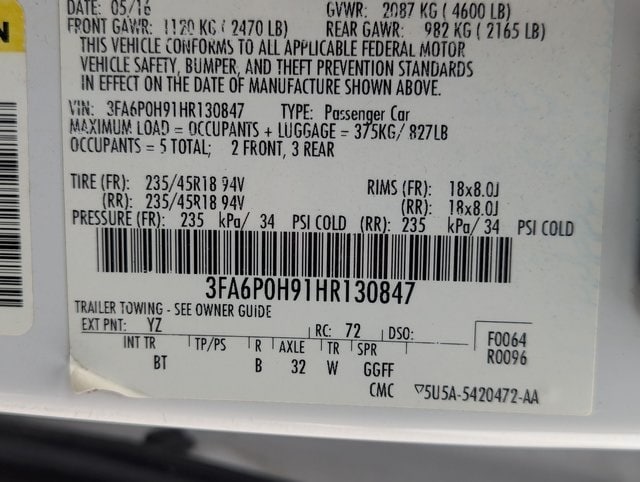 DATE: 05/16 GVWR: 2087 KG ( 4600 LB)
FRONT GAWR: 1120 KG ( 2470 LB) REAR GAWR: 982 KG ( 2165 LB)
THIS VEHICLE CONFORMS TO ALL APPLICABLE FEDERAL MOTOR
VEHICLE SAFETY, BUMPER, AND THEFT PREVENTION STANDARDS
IN EFFECT ON THE DATE OF MANUFACTURE SHOWN ABOVE.
VIN: 3FA6P0H91HR130847 TYPE: Passenger Car
MAXIMUM LOAD = OCCUPANTS + LUGGAGE = 375KG/ 827LB
OCCUPANTS = 5 TOTAL; 2 FRONT, 3 REAR
TIRE (FR): 235/45R18 94V RIMS (FR): 18x8.0J
(RR): 235/45R18 94V (RR): 18x8.0J
PRESSURE (FR): 235 kPa/ 34 PSI COLD (RR): 235 kPa/ 34 PSI COLD
3FA6P0H91HR130847
TRAILER TOWING - SEE OWNER GUIDE
EXT PNT: YZ RC: 72 DSO: F0064
INT TR TP/PS R AXLE TR SPR R0096
BT B 32 W GGFF
CMC ▽5U5A-5420472-AA
N